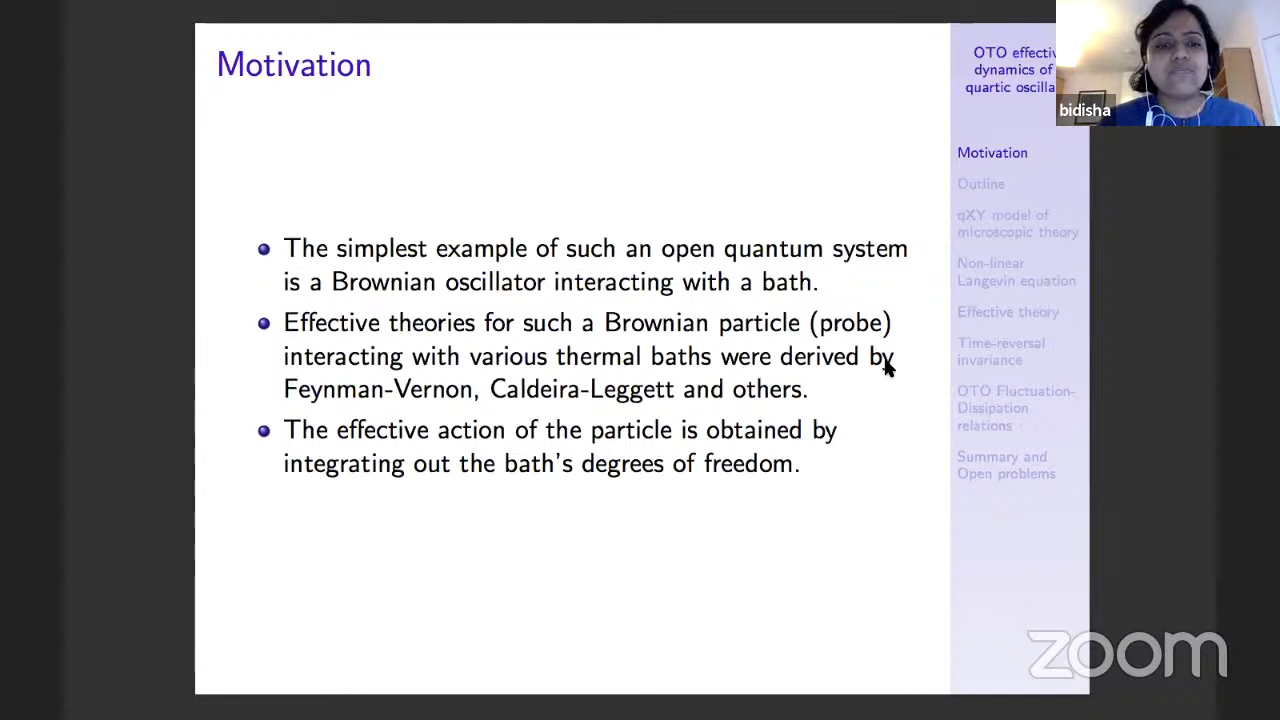 Motivation
The simplest example of such an open quantum system
is a Brownian oscillator interacting with a bath.
Effective theories for such a Brownian particle (probe)
interacting with various thermal baths were derived by
Feynman-Vernon, Caldeira-Leggett and others.
The effective action of the particle is obtained by
integrating out the bath's degrees of freedom.
OTO effectiv
dynamics of
quartic oscilla
Motivation
Outline
qXY model of
microscopic theory
Non-linear
Langevin equation
Effective theory
Time-reversal
invariance
OTO Fluctuation-
Dissipation
relations
Summary and
Open problems
bidisha
zoom